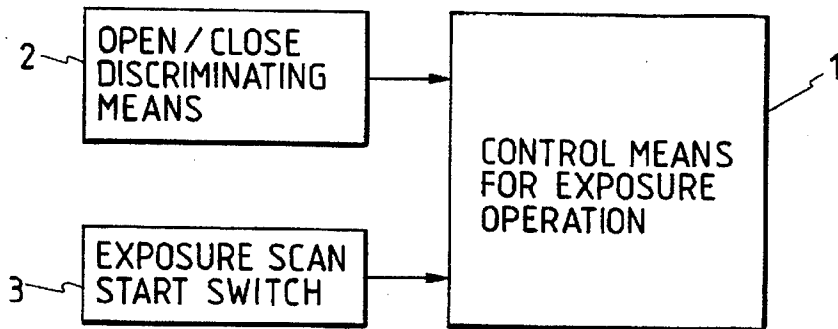 2
OPEN/CLOSE
DISCRIMINATING
MEANS
1
CONTROL MEANS
FOR EXPOSURE
OPERATION
3
EXPOSURE SCAN
START SWITCH